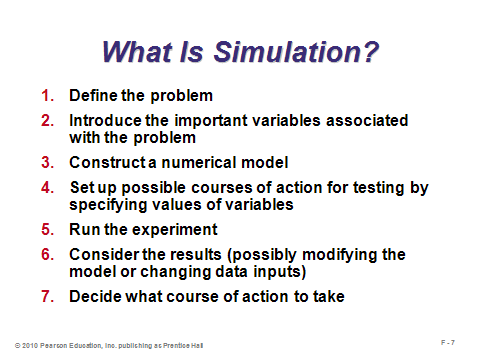 What Is Simulation?
1. Define the problem
2. Introduce the important variables associated
with the problem
3. Construct a numerical model
4. Set up possible courses of action for testing by
specifying values of variables
5. Run the experiment
6. Consider the results (possibly modifying the
model or changing data inputs)
7. Decide what course of action to take
© 2010 Pearson Education, Inc. publishing as Prentice Hall
F - 7